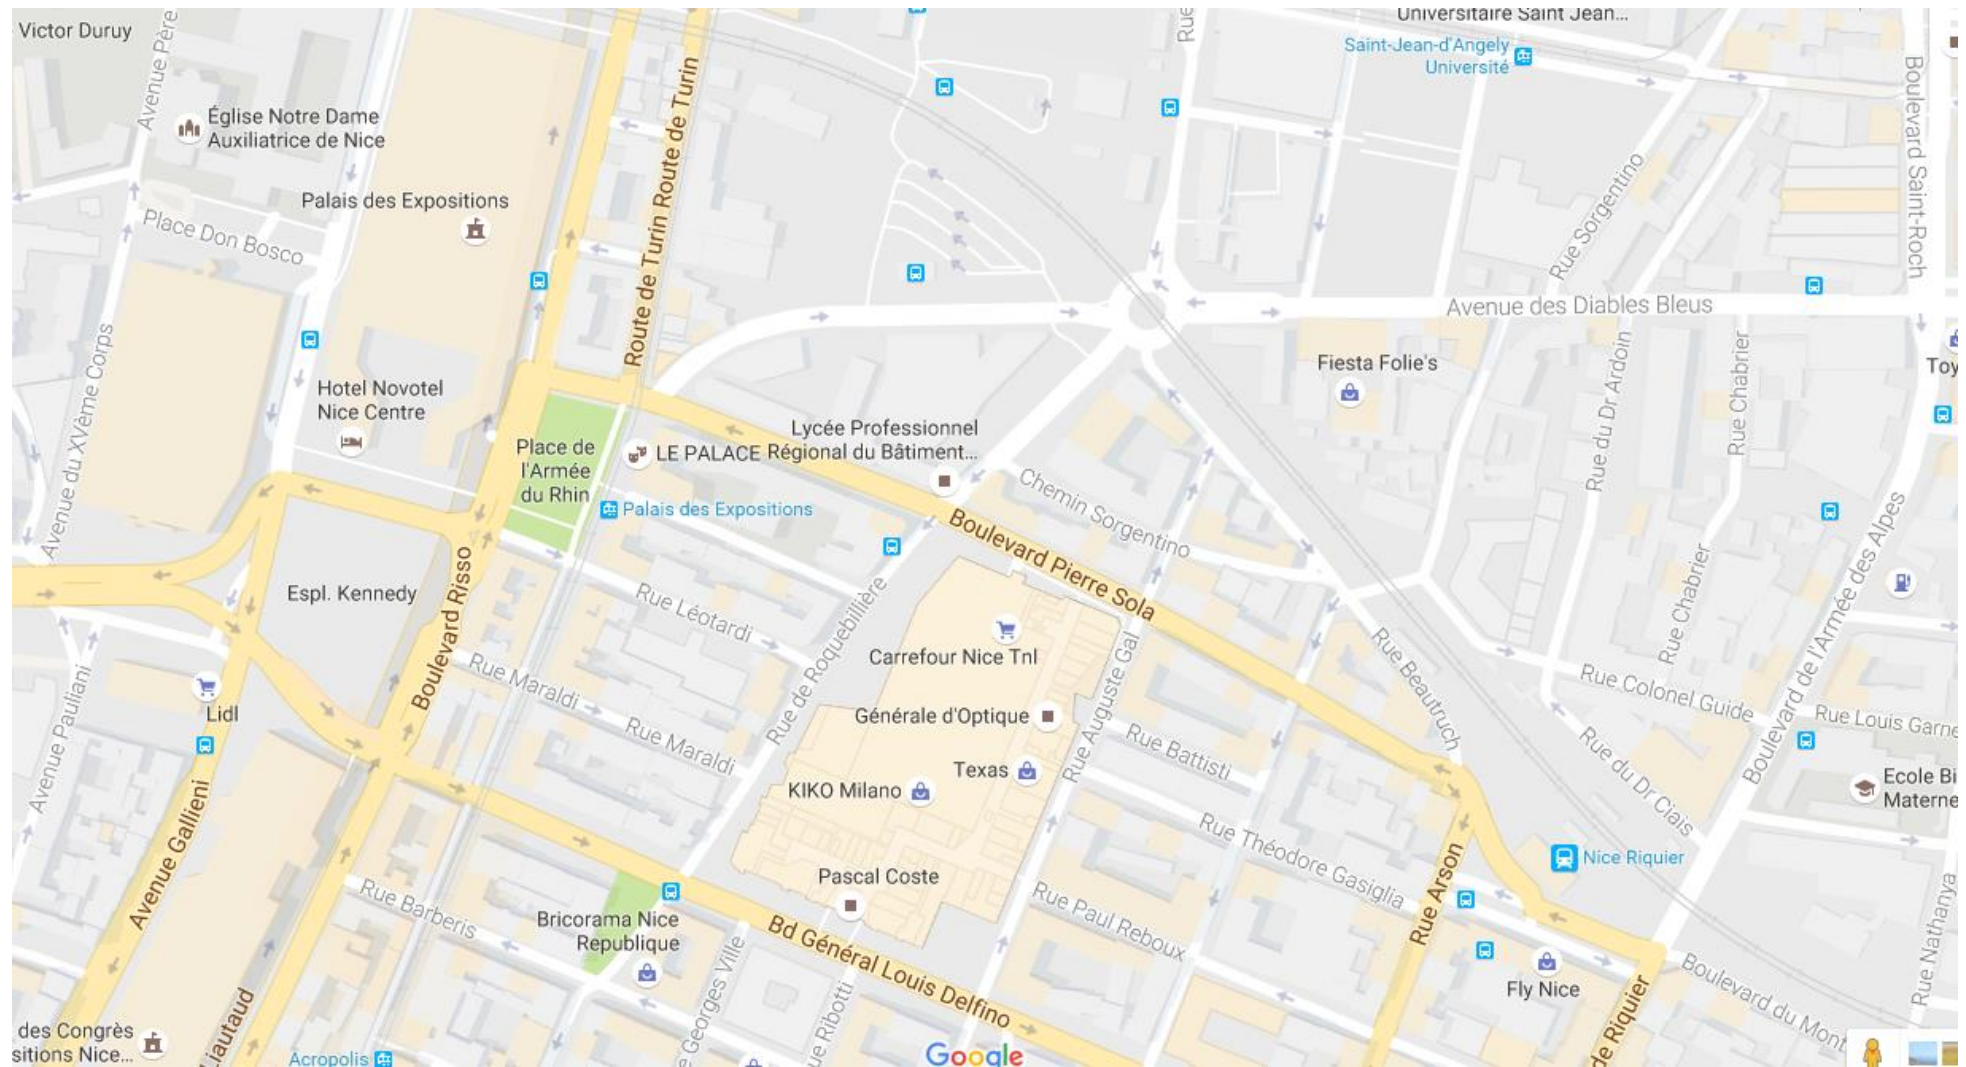 Victor Duruy
Avenue Père
Rue
Universitaire Saint Jean...
Saint-Jean-d'Angely
Université
Boulevard Saint-Roch
Église Notre Dame
Auxiliatrice de Nice
Palais des Expositions
Place Don Bosco
Route de Turin Route de Turin
Rue Sorgentino
Avenue des Diables Bleus
Avenue du XVème Corps
Hotel Novotel
Nice Centre
Fiesta Folie's
Rue du Dr Ardoin
Rue Chabrier
Toy
Place de
l'Armée
du Rhin
LE PALACE
Lycée Professionnel
Régional du Bâtiment...
Palais des Expositions
Chemin Sorgentino
Boulevard Pierre Sola
Espl. Kennedy
Boulevard Risso
Rue Léotardi
Rue de Roquebillière
Carrefour Nice Tnl
Rue Chabrier
Boulevard de l'Armée des Alpes
Rue Beautruch
Rue Colonel Guide
Rue Louis Garne
Avenue Pauliani
Lidl
Rue Maraldi
Rue Maraldi
Générale d'Optique
Rue Auguste Gal
Rue Battisti
Texas
KIKO Milano
Rue du Dr Ciais
Ecole Bi
Materne
Avenue Gallieni
Rue Théodore Gasiglia
Nice Riquier
Pascal Coste
Rue Barberis
Bricorama Nice
Republique
Bd Général Louis Delfino
Rue Paul Reboux
Rue Arson
Fly Nice
Rue Nathanya
Boulevard du Mont
de Riquier
des Congrès
sitions Nice...
Liautaud
Acropolis
e Georges Ville
ue Ribotti
Google